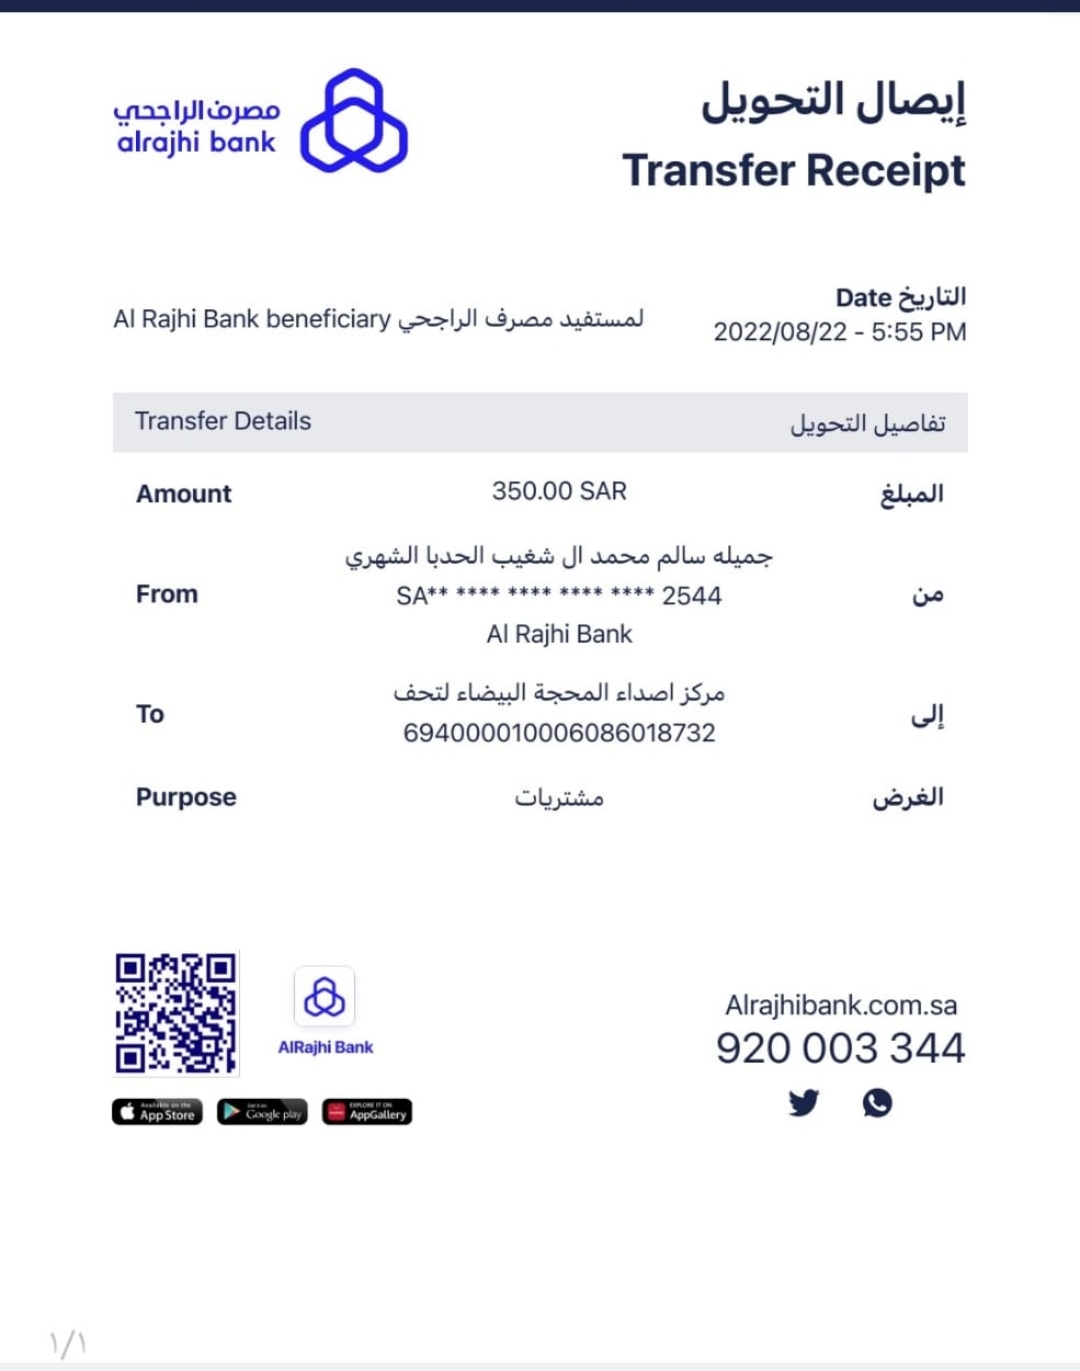 مصرف الراجحي
alrajhi bank
إيصال التحويل
Transfer Receipt
التاريخ Date
2022/08/22 - 5:55 PM
لمستفيد مصرف الراجحي Al Rajhi Bank beneficiary
Transfer Details تفاصيل التحويل
Amount 350.00 SAR المبلغ
جميله سالم محمد ال شغيب الحدبا الشهري
From SA** **** **** **** **** 2544 من
Al Rajhi Bank
مركز اصداء المحجة البيضاء لتحف
To إلى
694000010006086018732
Purpose مشتريات الغرض
AlRajhi Bank
Available on the App Store
Get it on Google play
EXPLORE IT ON AppGallery
Alrajhibank.com.sa
920 003 344
١/١